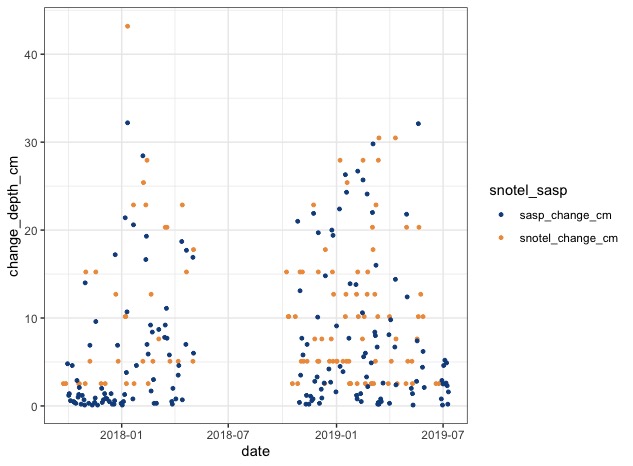 40
30
20
10
0
change_depth_cm
2018-01
2018-07
2019-01
2019-07
date
snotel_sasp
sasp_change_cm
snotel_change_cm